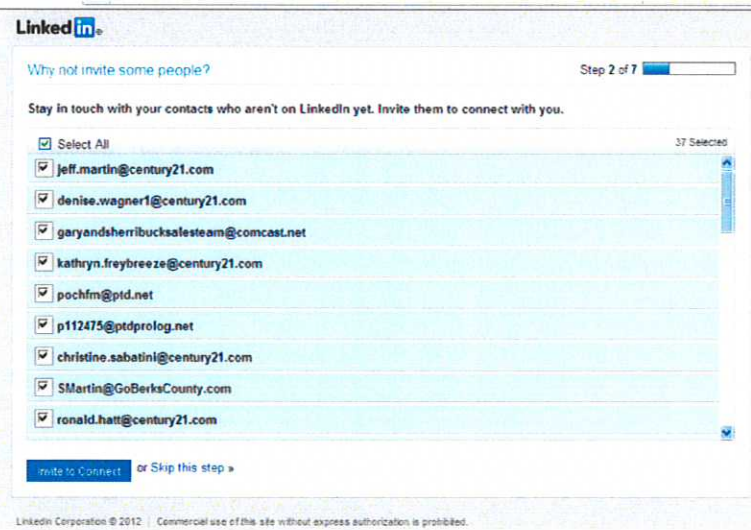 Linked in®
Why not invite some people?
Step 2 of 7
Stay in touch with your contacts who aren't on LinkedIn yet. Invite them to connect with you.
Select All
37 Selected
jeff.martin@century21.com
denise.wagner1@century21.com
garyandsherribucksalesteam@comcast.net
kathryn.freybreeze@century21.com
pochfm@ptd.net
p112475@ptdprolog.net
christine.sabatini@century21.com
SMartin@GoBerksCounty.com
ronald.hatt@century21.com
Invite to Connect or Skip this step »
LinkedIn Corporation © 2012 | Commercial use of this site without express authorization is prohibited.